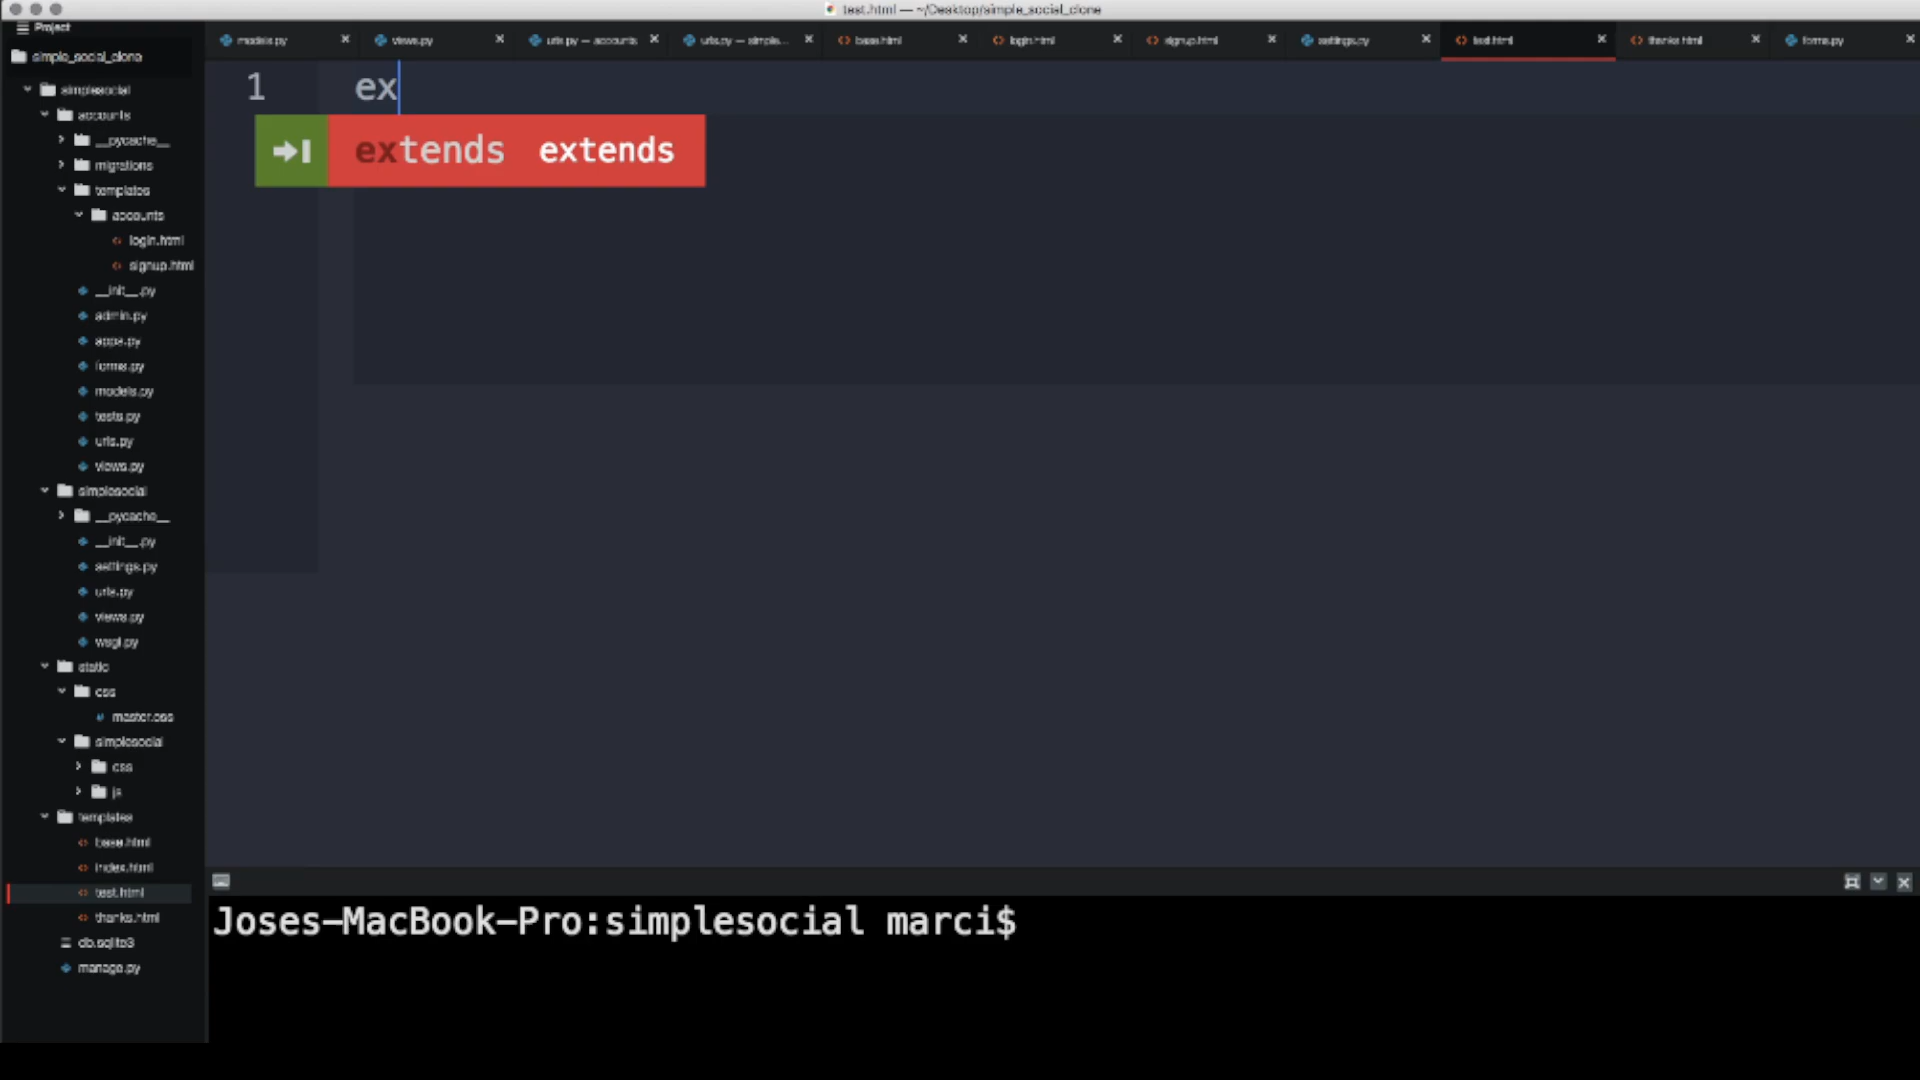 test.html — ~/Desktop/simple_social_clone
Project
models.py
views.py
urls.py — accounts
urls.py — simple...
base.html
login.html
signup.html
settings.py
test.html
thanks.html
forms.py
simple_social_clone
simplesocial
accounts
__pycache__
migrations
templates
accounts
login.html
signup.html
__init__.py
admin.py
apps.py
forms.py
models.py
tests.py
urls.py
views.py
simplesocial
__pycache__
__init__.py
settings.py
urls.py
views.py
wsgi.py
static
css
master.css
simplesocial
css
js
templates
base.html
index.html
test.html
thanks.html
db.sqlite3
manage.py
1 ex
extends extends
Joses-MacBook-Pro:simplesocial marci$